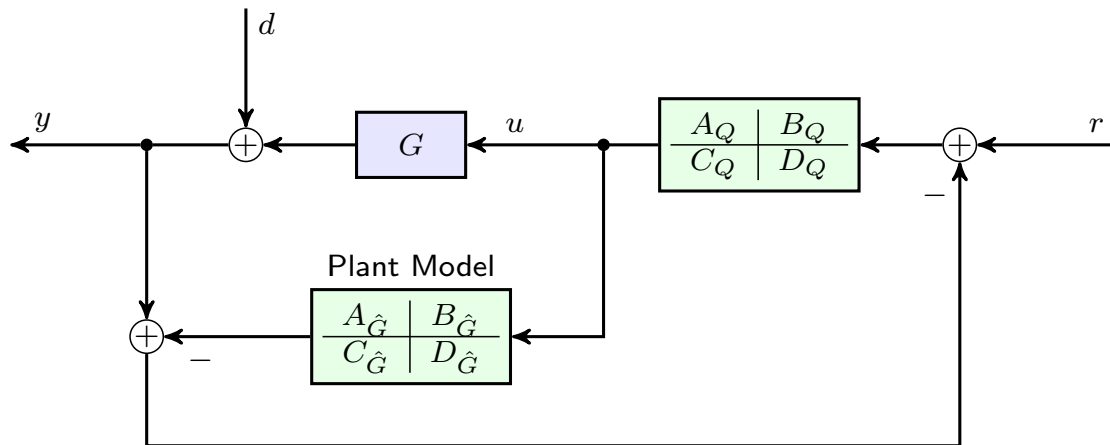 d
y
G
u
A_Q B_Q
C_Q D_Q
r
+
+
−
Plant Model
A_Ĝ B_Ĝ
C_Ĝ D_Ĝ
+
−